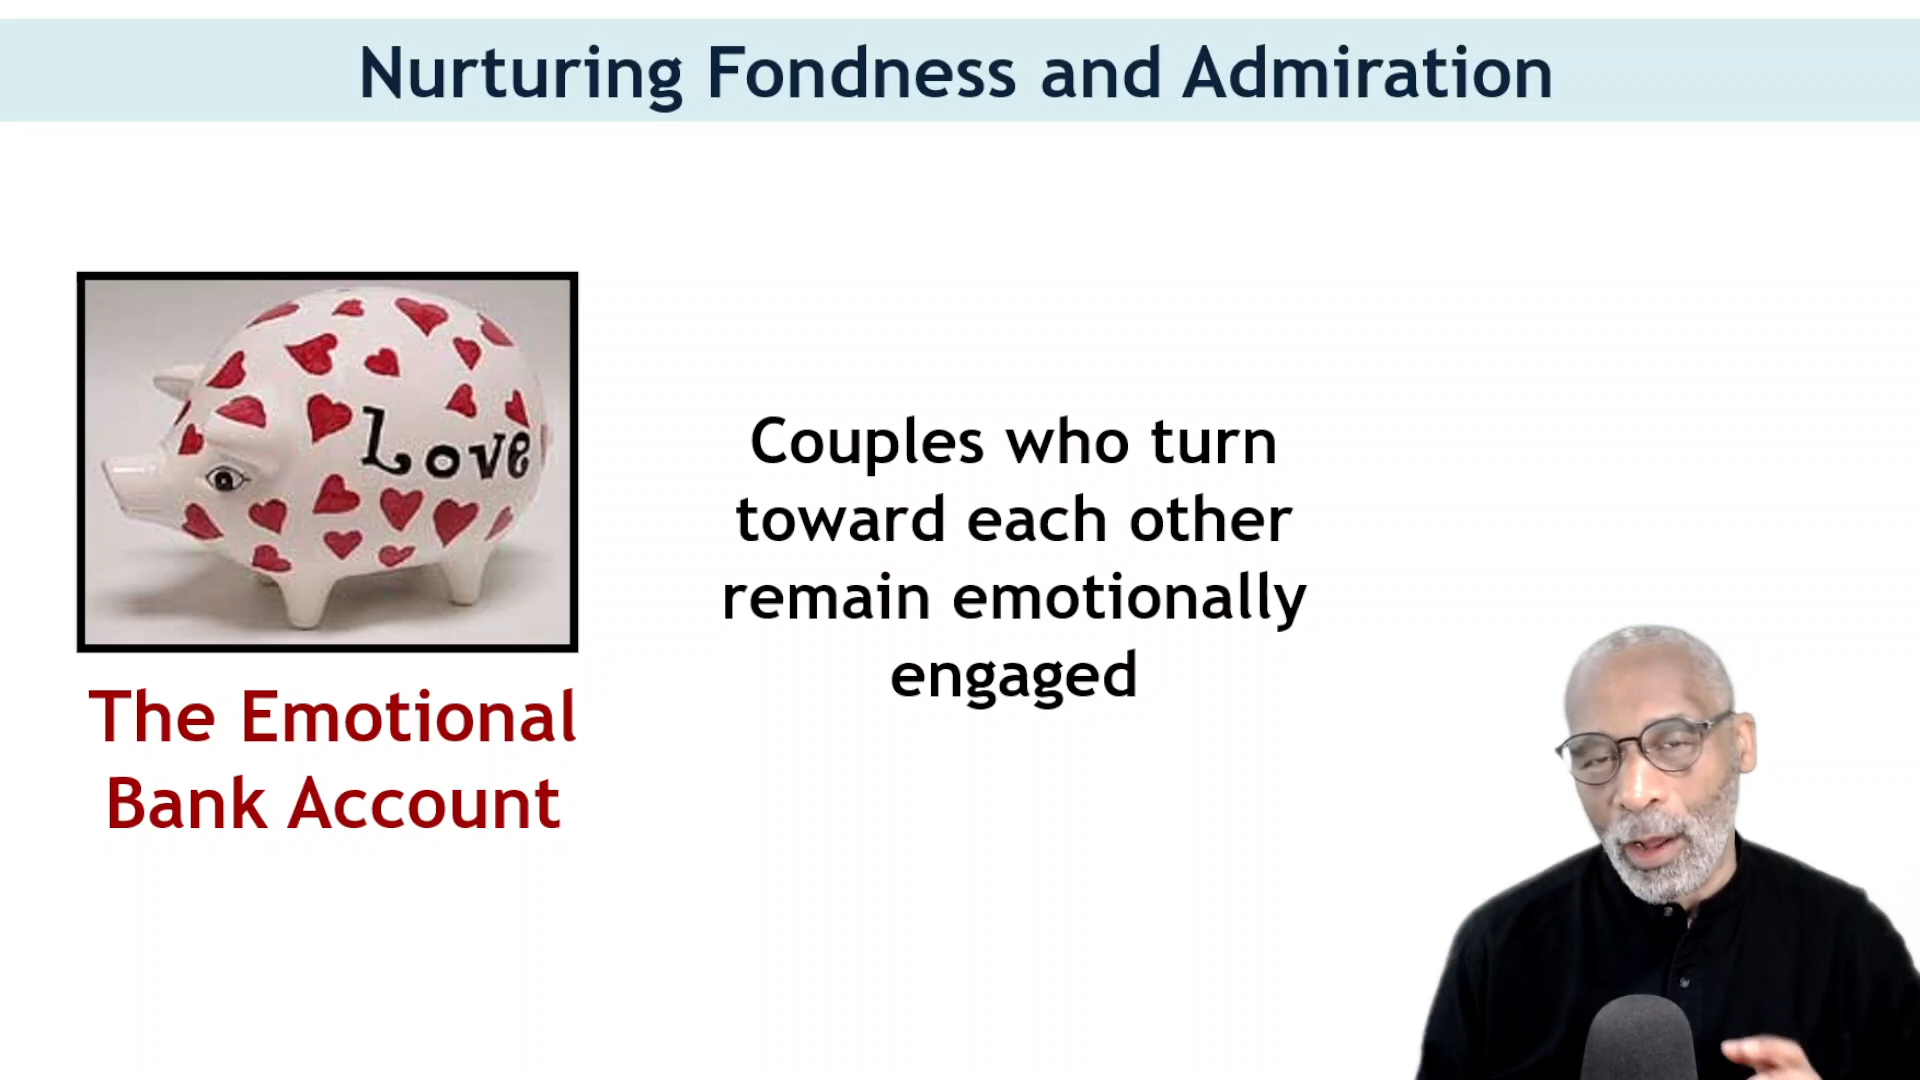 Nurturing Fondness and Admiration
Love
The Emotional
Bank Account
Couples who turn
toward each other
remain emotionally
engaged